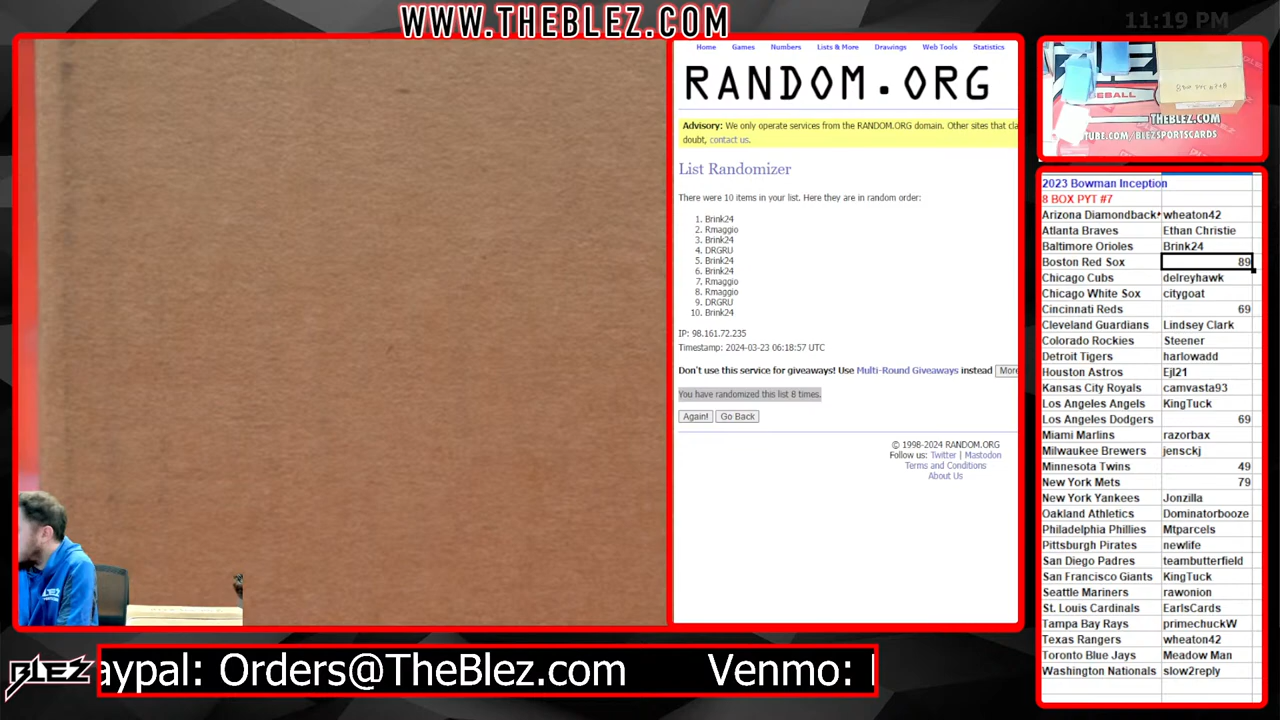 WWW.THEBLEZ.COM
11:19 PM
Home Games Numbers Lists & More Drawings Web Tools Statistics
RANDOM.ORG
Advisory: We only operate services from the RANDOM.ORG domain. Other sites that cla
doubt, contact us.
List Randomizer
There were 10 items in your list. Here they are in random order:
1. Brink24
2. Rmaggio
3. Brink24
4. DRGRU
5. Brink24
6. Brink24
7. Rmaggio
8. Rmaggio
9. DRGRU
10. Brink24
IP: 98.161.72.235
Timestamp: 2024-03-23 06:18:57 UTC
Don't use this service for giveaways! Use Multi-Round Giveaways instead More
You have randomized this list 8 times.
Again! Go Back
© 1998-2024 RANDOM.ORG
Follow us: Twitter | Mastodon
Terms and Conditions
About Us
THEBLEZ.COM
TUBE.COM/BLEZSPORTSCARDS
2023 Bowman Inception
8 BOX PYT #7
Arizona Diamondback wheaton42
Atlanta Braves Ethan Christie
Baltimore Orioles Brink24
Boston Red Sox 89
Chicago Cubs delreyhawk
Chicago White Sox citygoat
Cincinnati Reds 69
Cleveland Guardians Lindsey Clark
Colorado Rockies Steener
Detroit Tigers harlowadd
Houston Astros Ejl21
Kansas City Royals camvasta93
Los Angeles Angels KingTuck
Los Angeles Dodgers 69
Miami Marlins razorbax
Milwaukee Brewers jensckj
Minnesota Twins 49
New York Mets 79
New York Yankees Jonzilla
Oakland Athletics Dominatorbooze
Philadelphia Phillies Mtparcels
Pittsburgh Pirates newlife
San Diego Padres teambutterfield
San Francisco Giants KingTuck
Seattle Mariners rawonion
St. Louis Cardinals EarlsCards
Tampa Bay Rays primechuckW
Texas Rangers wheaton42
Toronto Blue Jays Meadow Man
Washington Nationals slow2reply
BLEZ
aypal: Orders@TheBlez.com Venmo: